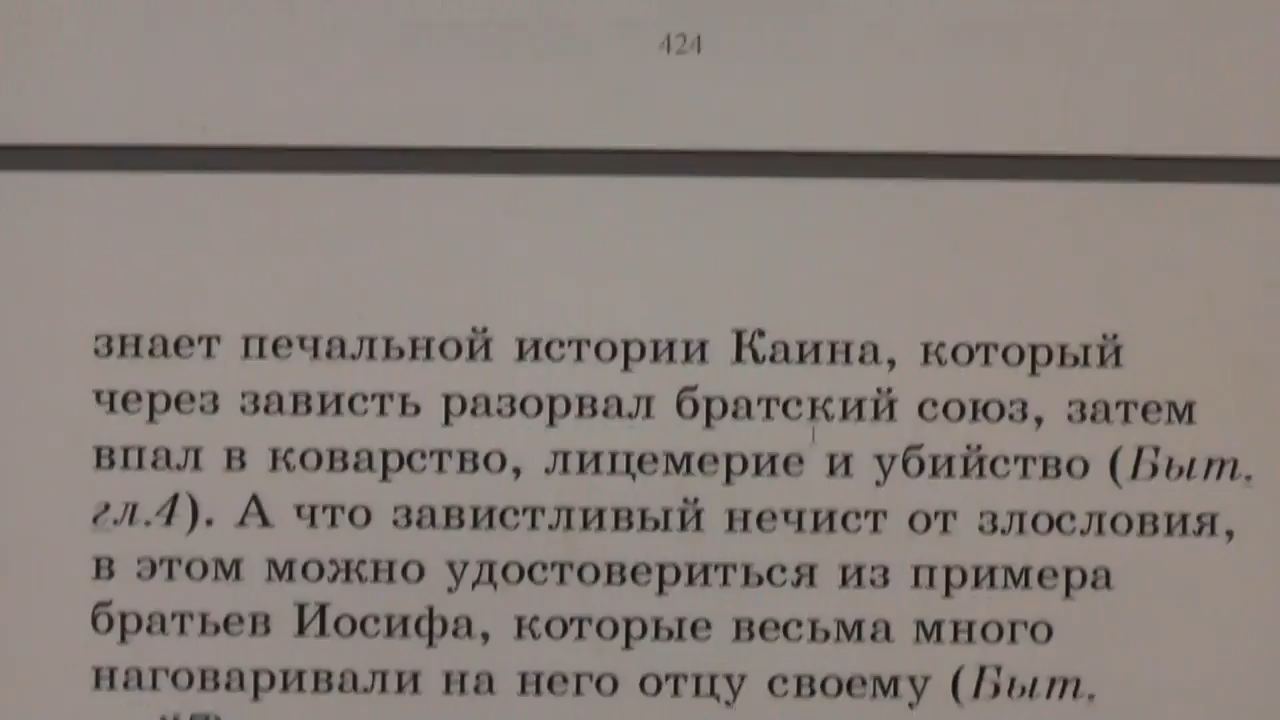 424
знает печальной истории Каина, который
через зависть разорвал братский союз, затем
впал в коварство, лицемерие и убийство (Быт.
гл.4). А что завистливый нечист от злословия,
в этом можно удостовериться из примера
братьев Иосифа, которые весьма много
наговаривали на него отцу своему (Быт.